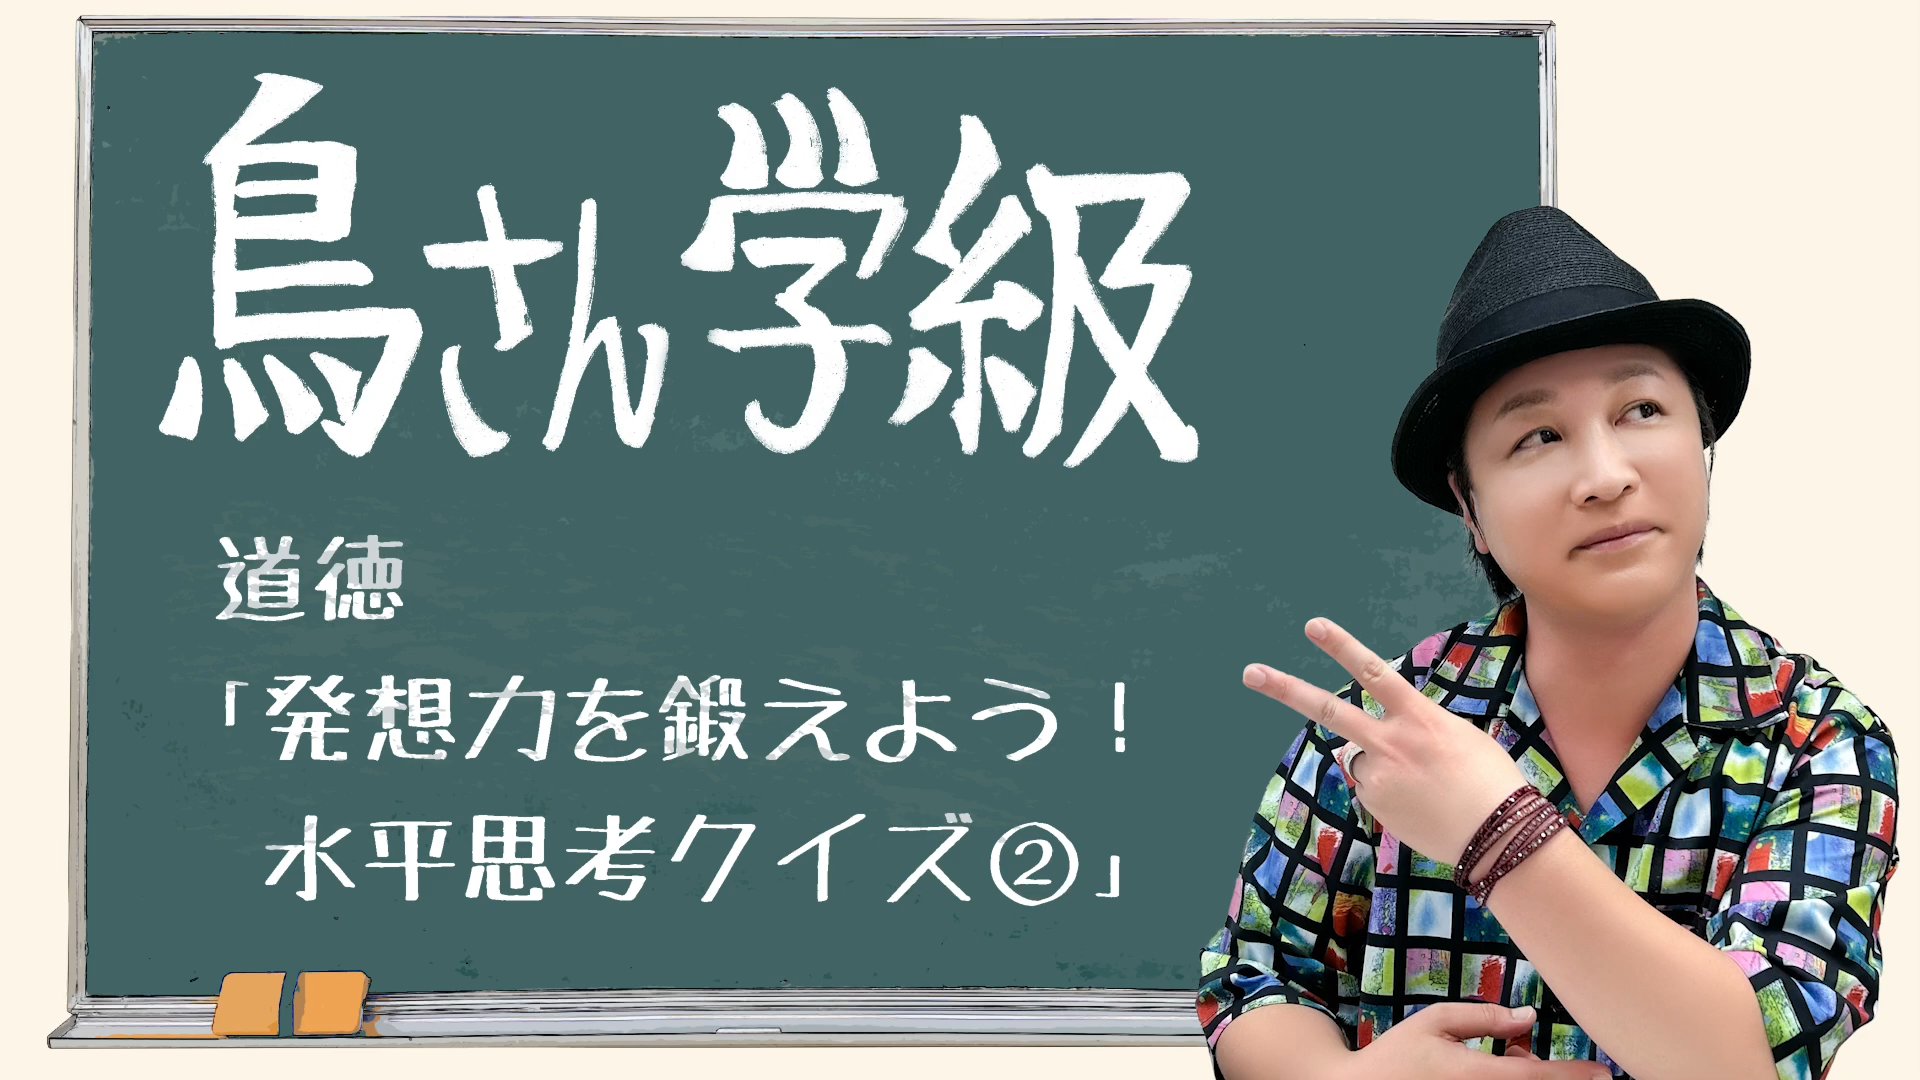 鳥さん学級
道徳
「発想力を鍛えよう！
水平思考クイズ②」